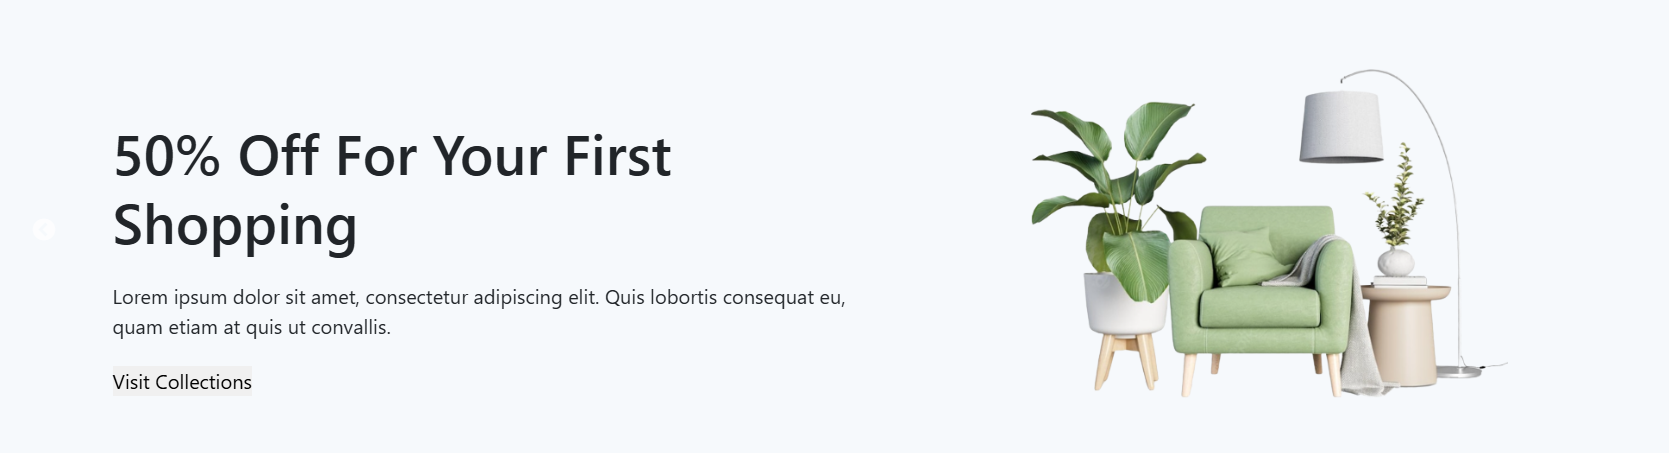 50% Off For Your First
Shopping
Lorem ipsum dolor sit amet, consectetur adipiscing elit. Quis lobortis consequat eu,
quam etiam at quis ut convallis.
Visit Collections